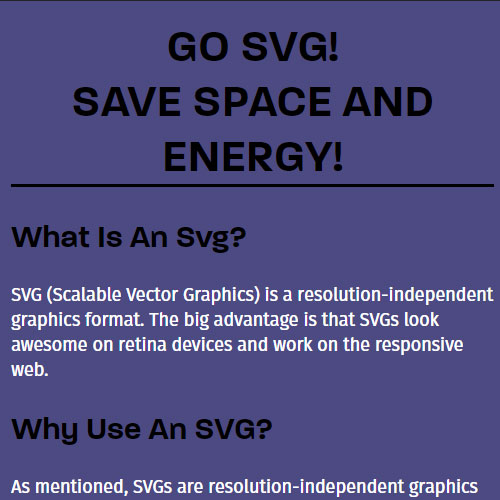 GO SVG!
SAVE SPACE AND
ENERGY!
What Is An Svg?
SVG (Scalable Vector Graphics) is a resolution-independent
graphics format. The big advantage is that SVGs look
awesome on retina devices and work on the responsive
web.
Why Use An SVG?
As mentioned, SVGs are resolution-independent graphics